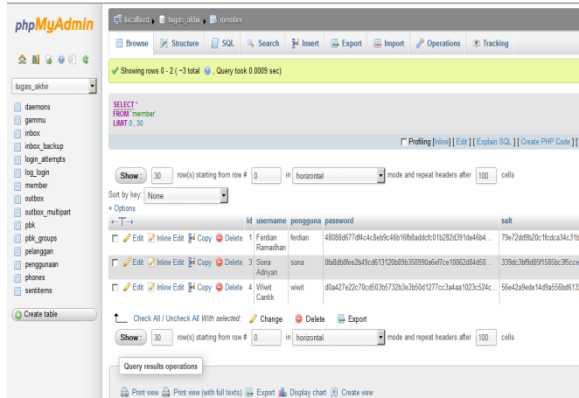 phpMyAdmin
localhost tugas_akhir member
Browse Structure SQL Search Insert Export Import Operations Tracking
Showing rows 0 - 2 ( ~3 total , Query took 0.0009 sec)
tugas_akhir
SELECT *
FROM `member`
LIMIT 0 , 30
Profiling [Inline] [ Edit ] [ Explain SQL ] [ Create PHP Code ] [
daemons
gammu
inbox
inbox_backup
login_attempts
log_login
member
outbox
outbox_multipart
pbk
pbk_groups
pelanggan
penggunaan
phones
sentitems
Create table
Show : 30 row(s) starting from row # 0 in horizontal mode and repeat headers after 100 cells
Sort by key: None
+ Options
id username pengguna password salt
Edit Inline Edit Copy Delete 1 Ferdian Ramadhan ferdian
Edit Inline Edit Copy Delete 3 Sona Adriyan sona
Edit Inline Edit Copy Delete 4 Wiwit Cantik wiwit
Check All / Uncheck All With selected: Change Delete Export
Show : 30 row(s) starting from row # 0 in horizontal mode and repeat headers after 100 cells
Query results operations
Print view Print view (with full texts) Export Display chart Create view